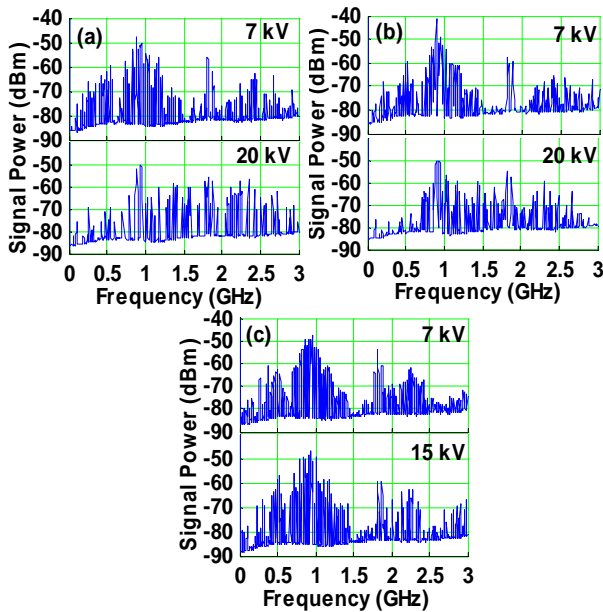 (a) 7 kV
-40
-50
-60
-70
-80
-90
20 kV
-50
-60
-70
-80
-90
0 0.5 1 1.5 2 2.5 3
Signal Power (dBm)
Frequency (GHz)
(b) 7 kV
-40
-50
-60
-70
-80
-90
20 kV
-50
-60
-70
-80
-90
0 0.5 1 1.5 2 2.5 3
Signal Power (dBm)
Frequency (GHz)
(c) 7 kV
-40
-50
-60
-70
-80
-90
15 kV
-50
-60
-70
-80
-90
0 0.5 1 1.5 2 2.5 3
Signal Power (dBm)
Frequency (GHz)